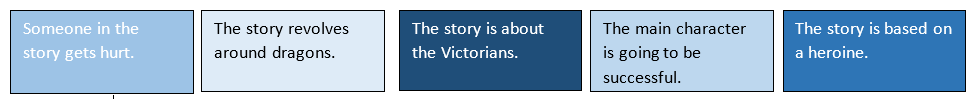 Someone in the
story gets hurt.
The story revolves
around dragons.
The story is about
the Victorians.
The main character
is going to be
successful.
The story is based on
a heroine.